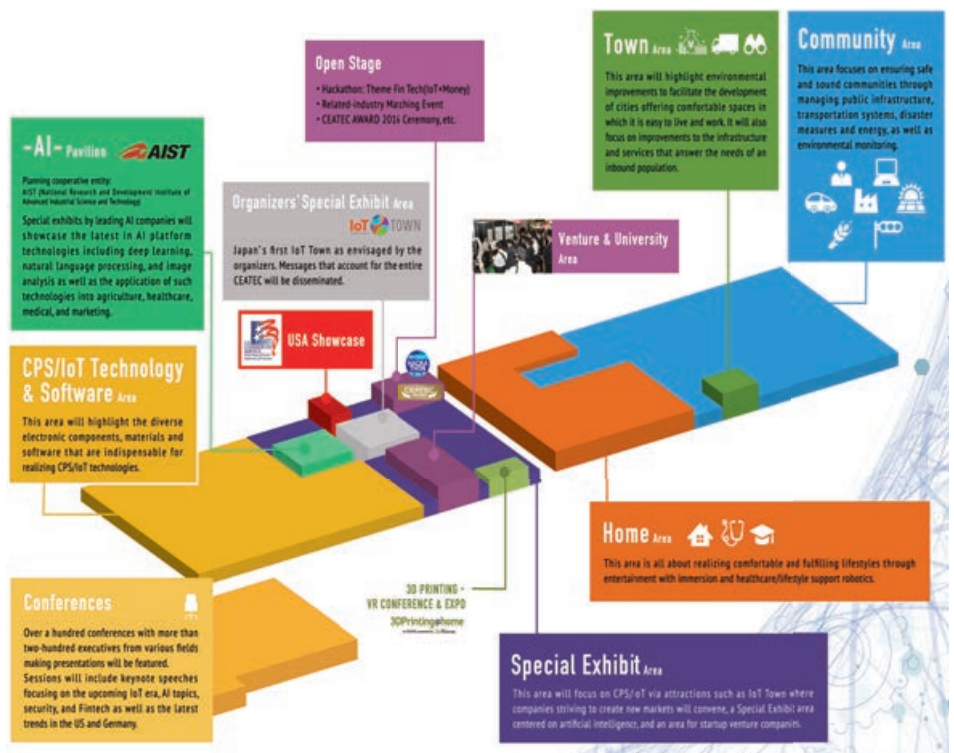 Open Stage
• Hackathon: Theme Fin Tech(IoT•Money)
• Related-industry Marching Event
• CEATEC AWARD 2016 Ceremony, etc.
Town Area
This area will highlight environmental
improvements to facilitate the development
of cities offering comfortable spaces in
which it is easy to live and work. It will also
focus on improvements to the infrastructure
and services that answer the needs of an
inbound population.
Community Area
This area focuses on ensuring safe
and sound communities through
managing public infrastructure,
transportation systems, disaster
measures and energy, as well as
environmental monitoring.
-AI- Pavilion AIST
Planning cooperative entity:
AIST (National Research and Development Institute of
Advanced Industrial Science and Technology)
Special exhibits by leading AI companies will
showcase the latest in AI platform
technologies including deep learning,
natural language processing, and image
analysis as well as the application of such
technologies into agriculture, healthcare,
medical, and marketing.
Organizers' Special Exhibit Area
IoT TOWN
Japan's first IoT Town as envisaged by the
organizers. Messages that account for the entire
CEATEC will be disseminated.
Venture & University
Area
USA Showcase
CEATEC
CPS/IoT Technology
& Software Area
This area will highlight the diverse
electronic components, materials and
software that are indispensable for
realizing CPS/IoT technologies.
Home Area
This area is all about realizing comfortable and fulfilling lifestyles through
entertainment with immersion and healthcare/lifestyle support robotics.
3D PRINTING •
VR CONFERENCE & EXPO
3DPrinting@home
Conferences
Over a hundred conferences with more than
two-hundred executives from various fields
making presentations will be featured.
Sessions will include keynote speeches
focusing on the upcoming IoT era, AI topics,
security, and Fintech as well as the latest
trends in the US and Germany.
Special Exhibit Area
This area will focus on CPS/IoT via attractions such as IoT Town where
companies striving to create new markets will convene, a Special Exhibit area
centered on artificial intelligence, and an area for startup venture companies.